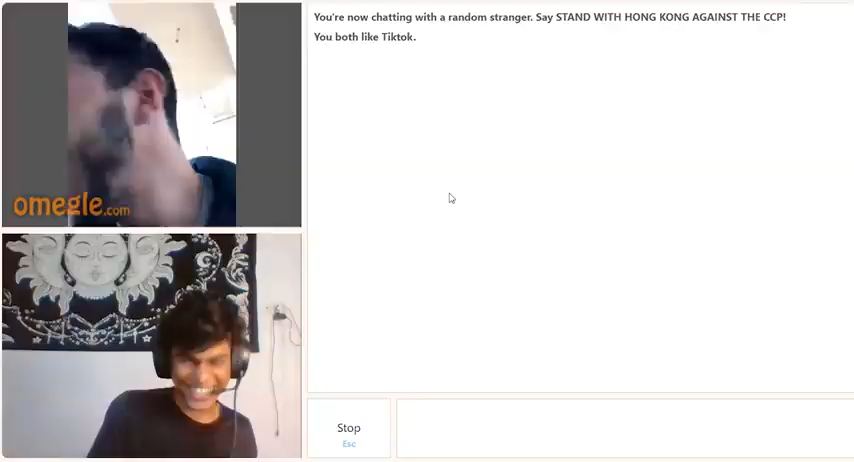 You're now chatting with a random stranger. Say STAND WITH HONG KONG AGAINST THE CCP!
You both like Tiktok.
omegle.com
Stop
Esc